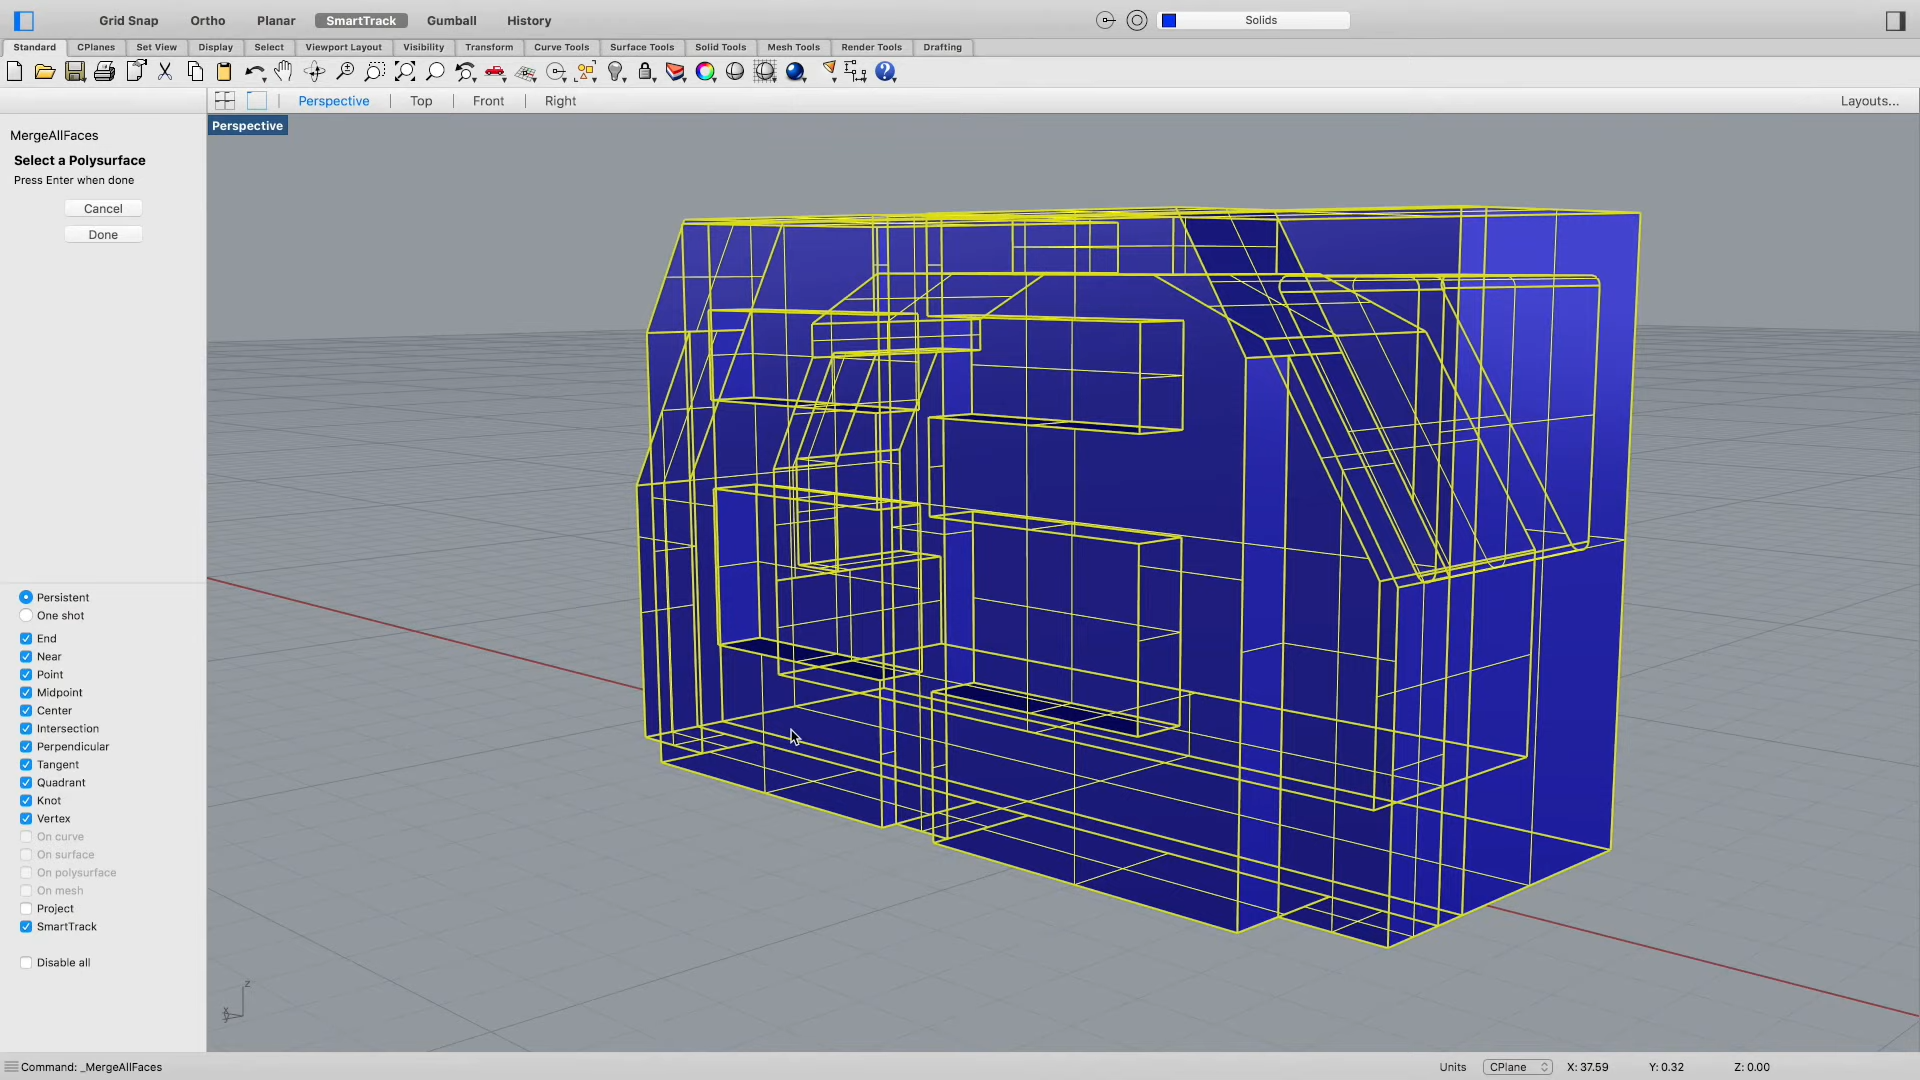 Grid Snap Ortho Planar SmartTrack Gumball History Solids
Standard CPlanes Set View Display Select Viewport Layout Visibility Transform Curve Tools Surface Tools Solid Tools Mesh Tools Render Tools Drafting
Perspective Top Front Right Layouts...
Perspective
MergeAllFaces
Select a Polysurface
Press Enter when done
Cancel
Done
Persistent
One shot
End
Near
Point
Midpoint
Center
Intersection
Perpendicular
Tangent
Quadrant
Knot
Vertex
On curve
On surface
On polysurface
On mesh
Project
SmartTrack
Disable all
z
Command: _MergeAllFaces Units CPlane X: 37.59 Y: 0.32 Z: 0.00